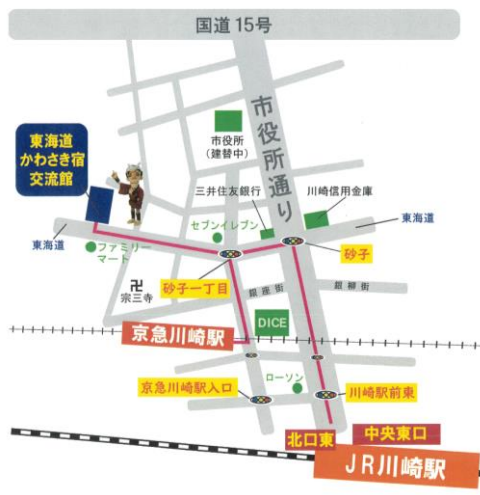 国道15号
市役所通り
市役所
(建替中)
東海道
かわさき宿
交流館
三井住友銀行
川崎信用金庫
セブンイレブン
東海道
東海道
ファミリー
マート
砂子
砂子一丁目
卍
宗三寺
銀座街
銀柳街
DICE
京急川崎駅
ローソン
京急川崎駅入口
川崎駅前東
北口東
中央東口
JR川崎駅